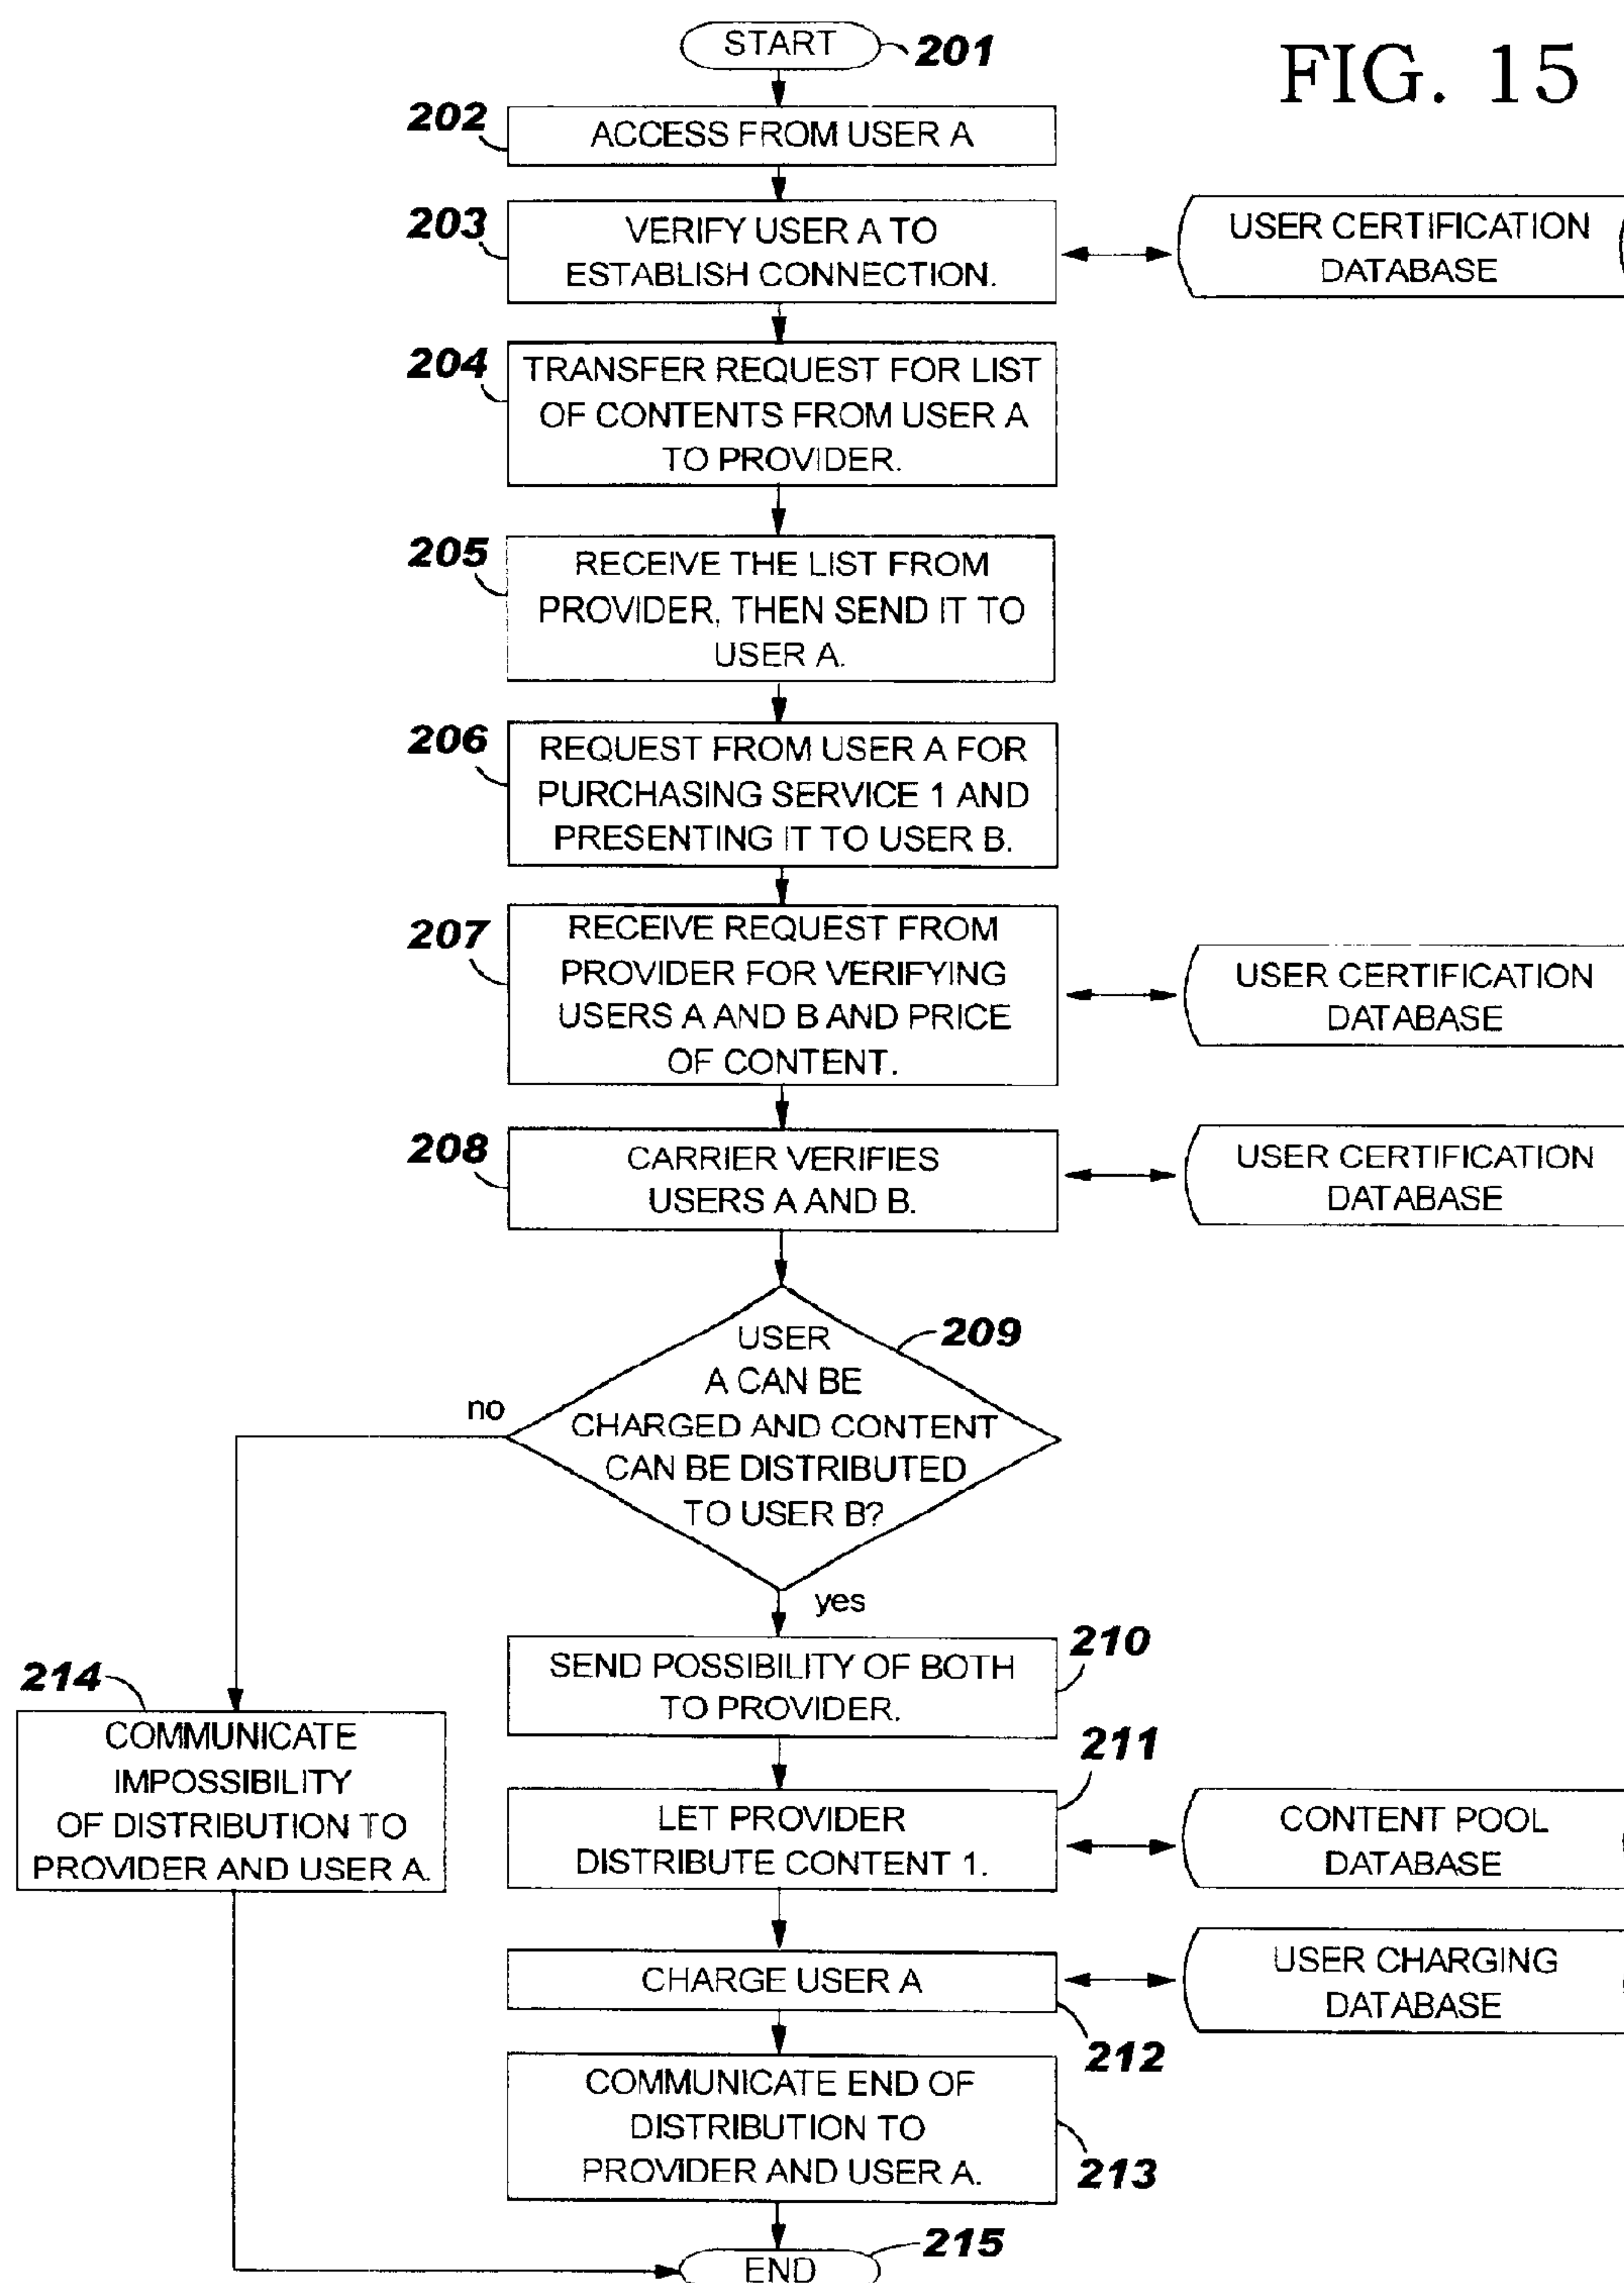 FIG. 15
START
201
202
ACCESS FROM USER A
203
VERIFY USER A TO
ESTABLISH CONNECTION.
USER CERTIFICATION
DATABASE
204
TRANSFER REQUEST FOR LIST
OF CONTENTS FROM USER A
TO PROVIDER.
205
RECEIVE THE LIST FROM
PROVIDER, THEN SEND IT TO
USER A.
206
REQUEST FROM USER A FOR
PURCHASING SERVICE 1 AND
PRESENTING IT TO USER B.
207
RECEIVE REQUEST FROM
PROVIDER FOR VERIFYING
USERS A AND B AND PRICE
OF CONTENT.
USER CERTIFICATION
DATABASE
208
CARRIER VERIFIES
USERS A AND B.
USER CERTIFICATION
DATABASE
209
USER
A CAN BE
CHARGED AND CONTENT
CAN BE DISTRIBUTED
TO USER B?
no
yes
210
SEND POSSIBILITY OF BOTH
TO PROVIDER.
214
COMMUNICATE
IMPOSSIBILITY
OF DISTRIBUTION TO
PROVIDER AND USER A.
211
LET PROVIDER
DISTRIBUTE CONTENT 1.
CONTENT POOL
DATABASE
CHARGE USER A
212
USER CHARGING
DATABASE
COMMUNICATE END OF
DISTRIBUTION TO
PROVIDER AND USER A.
213
215
END